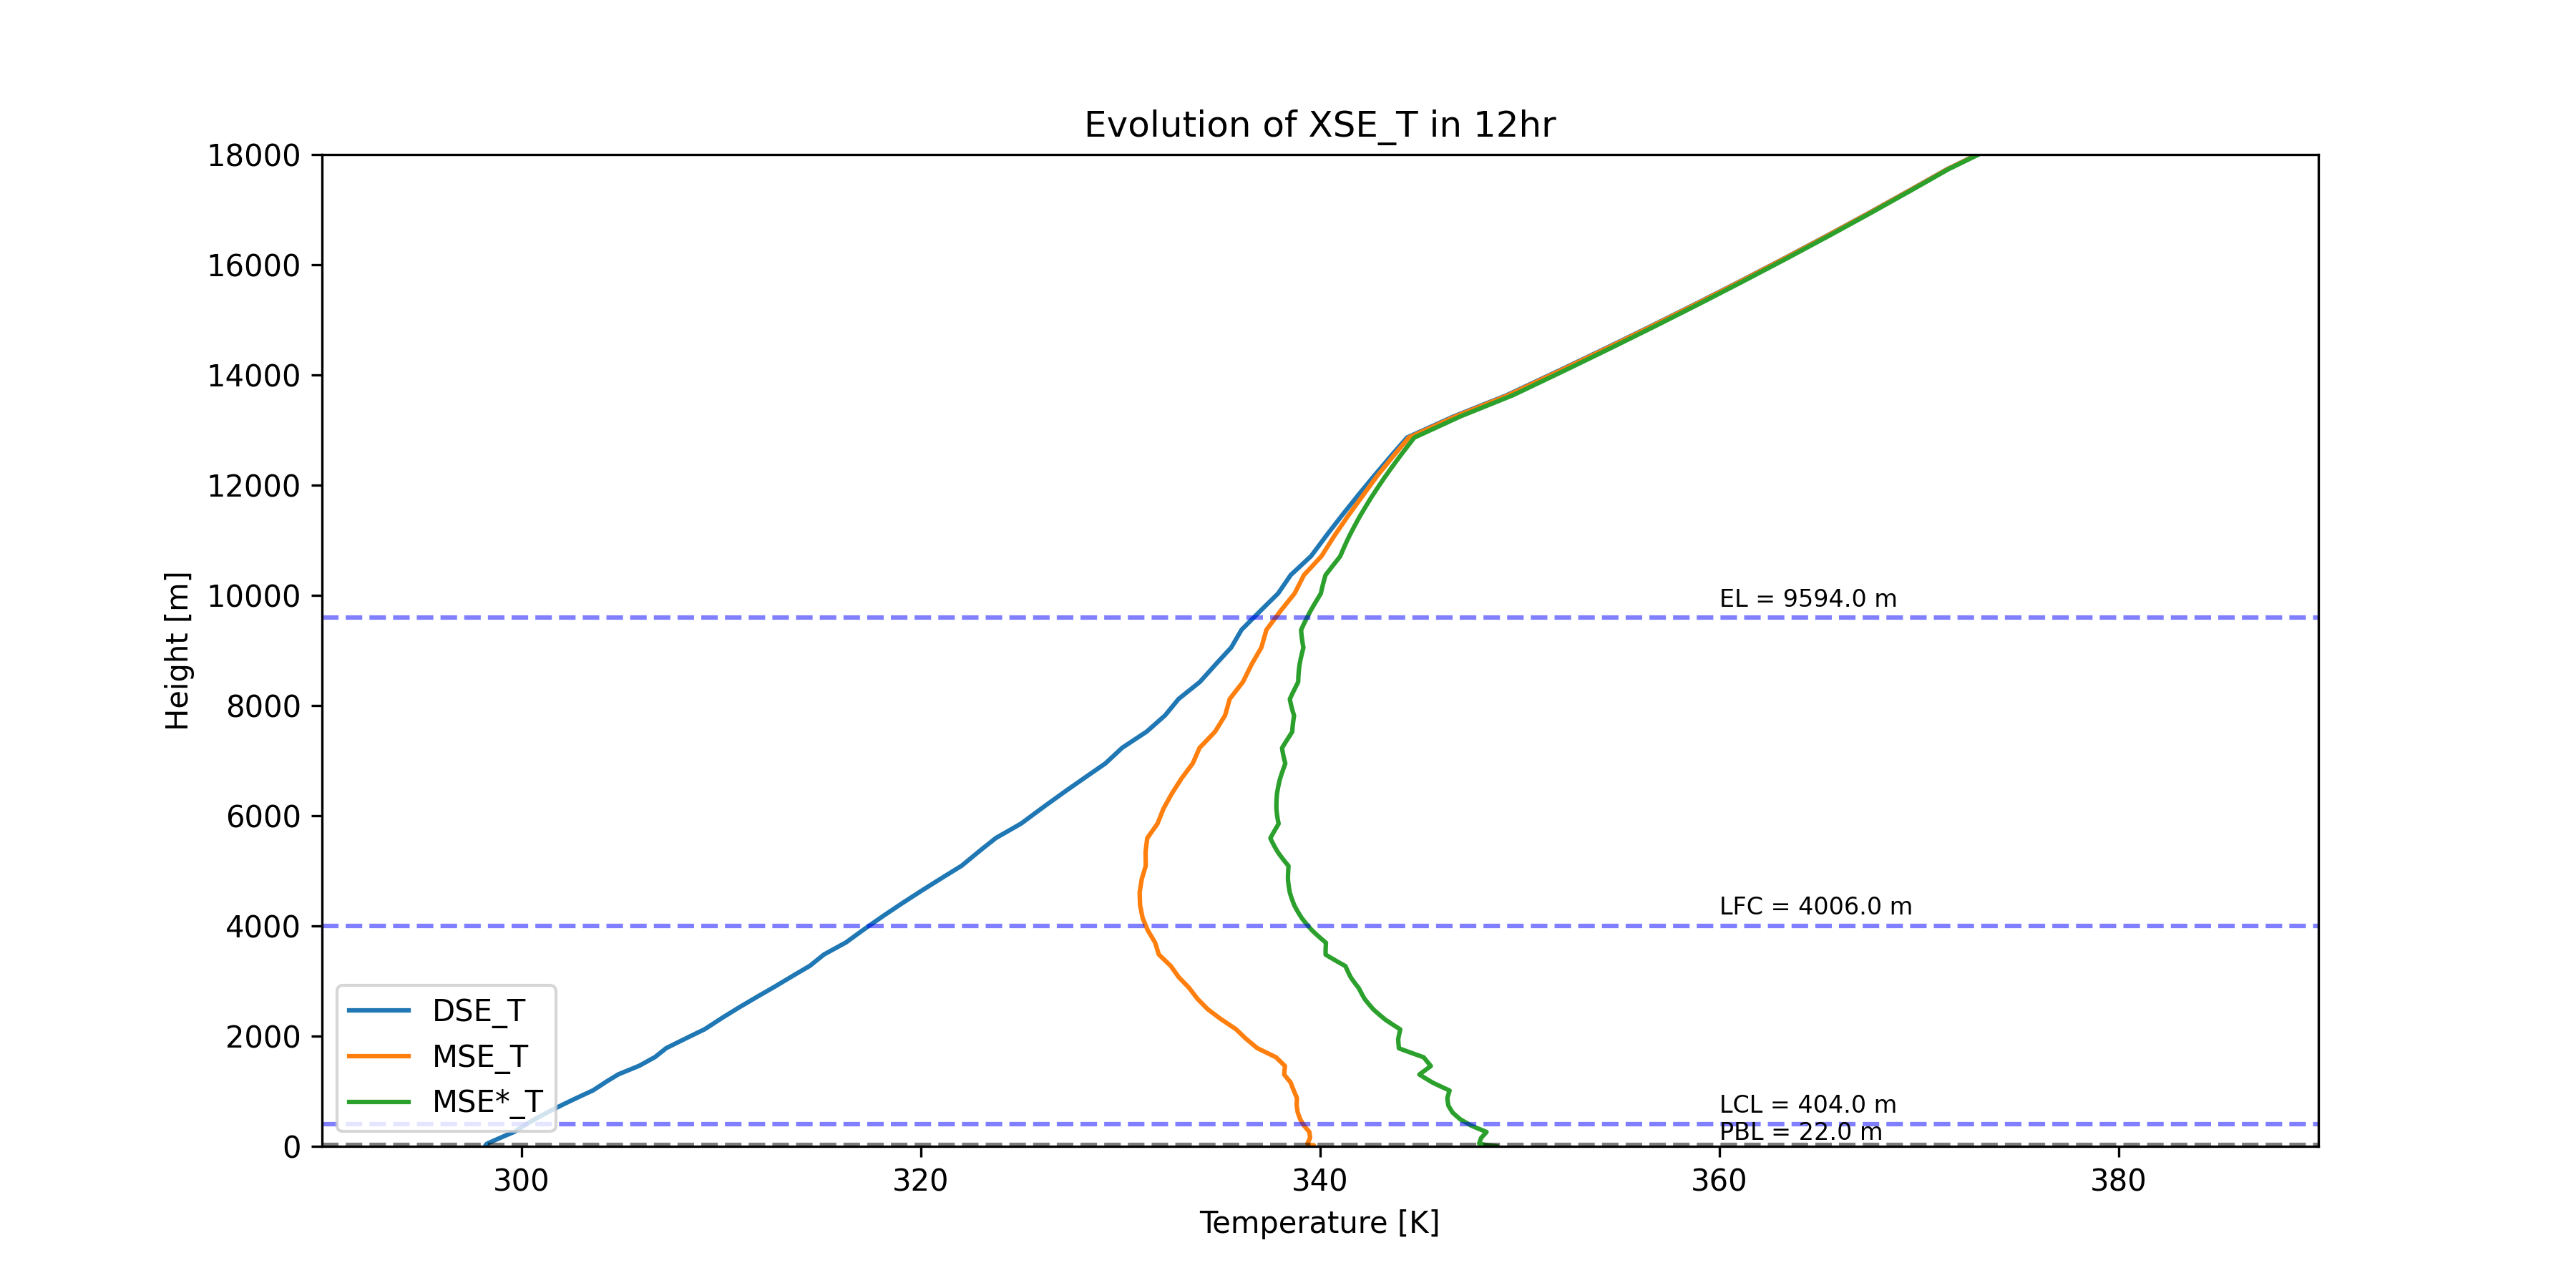 Evolution of XSE_T in 12hr
18000
16000
14000
12000
10000
8000
6000
4000
2000
0
Height [m]
EL = 9594.0 m
LFC = 4006.0 m
LCL = 404.0 m
PBL = 22.0 m
DSE_T
MSE_T
MSE*_T
300
320
340
360
380
Temperature [K]